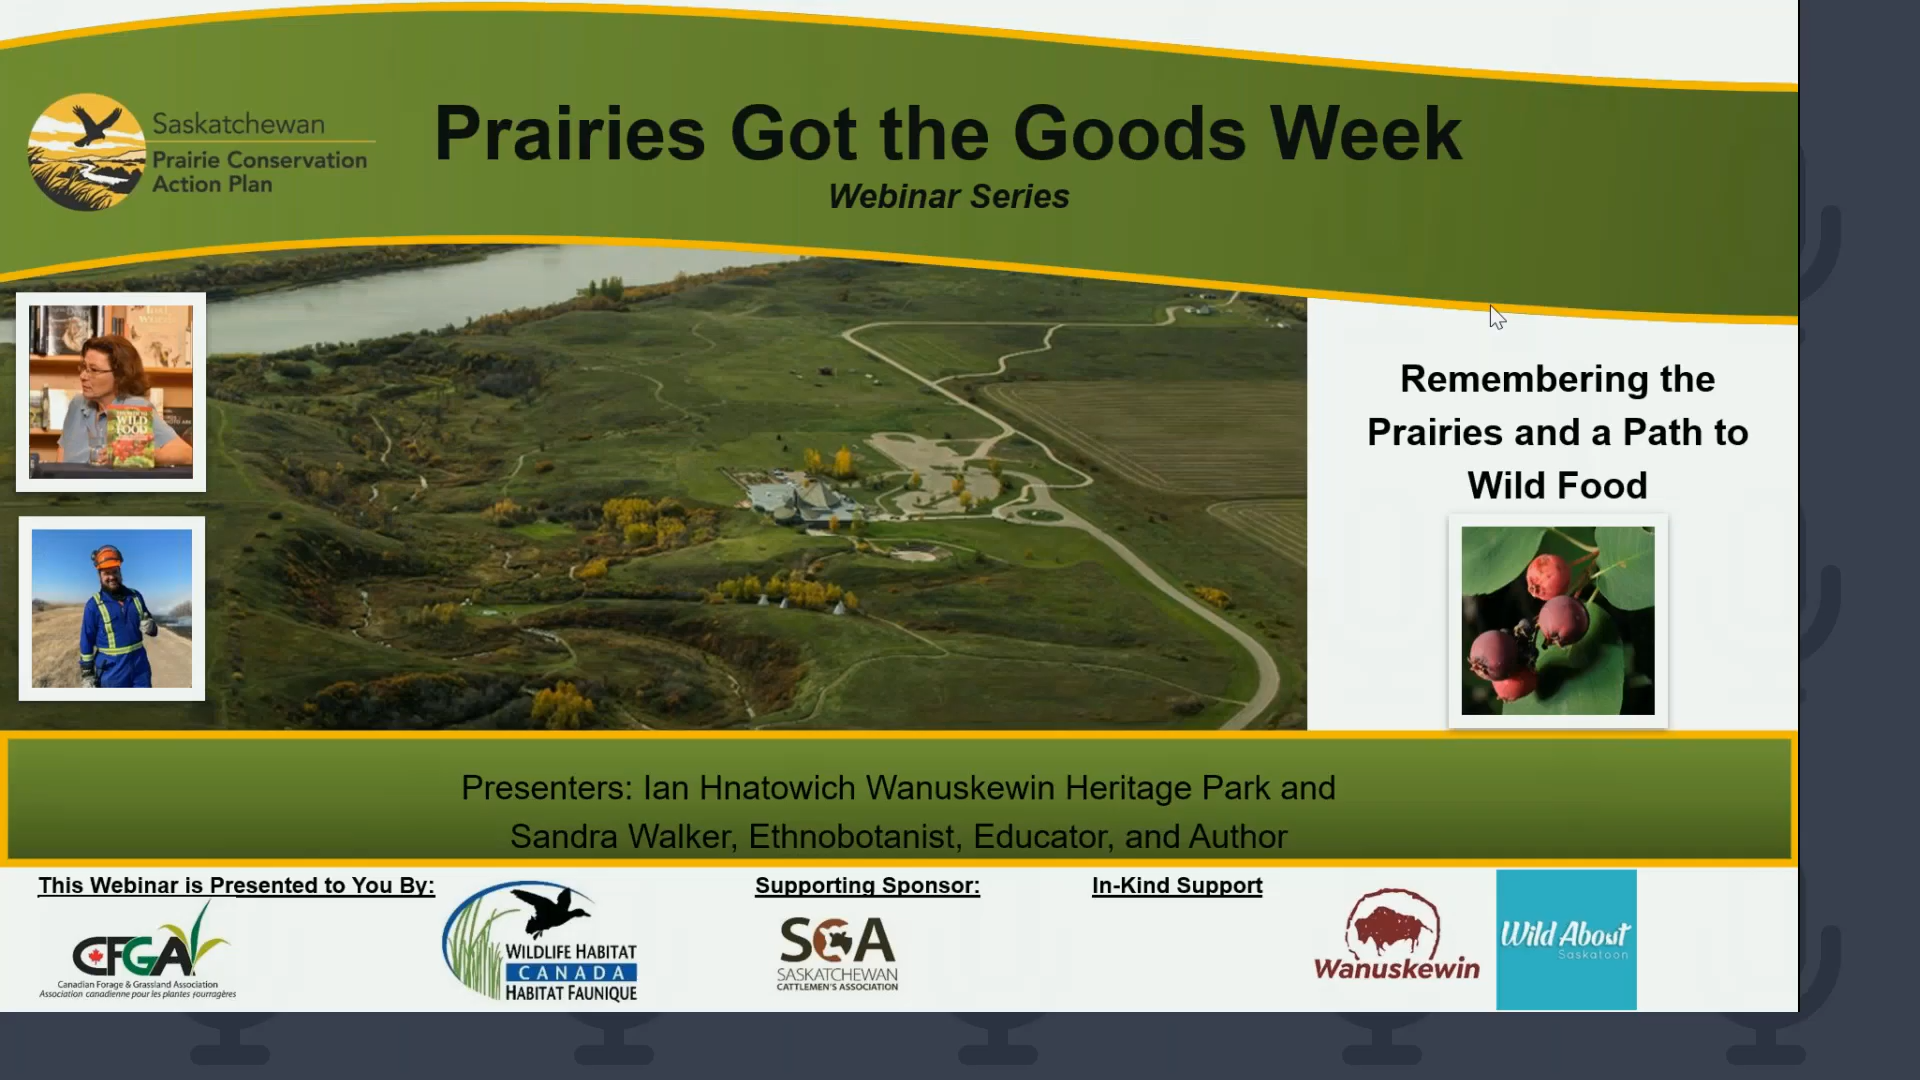 Prairies Got the Goods Week
Webinar Series
Saskatchewan
Prairie Conservation
Action Plan
WILD
FOOD
Remembering the
Prairies and a Path to
Wild Food
Presenters: Ian Hnatowich Wanuskewin Heritage Park and
Sandra Walker, Ethnobotanist, Educator, and Author
This Webinar is Presented to You By:
CFGA
Canadian Forage & Grassland Association
Association canadienne pour les plantes fourragères
WILDLIFE HABITAT
CANADA
HABITAT FAUNIQUE
Supporting Sponsor:
SCA
SASKATCHEWAN
CATTLEMEN'S ASSOCIATION
In-Kind Support
Wanuskewin
Wild About
Saskatoon